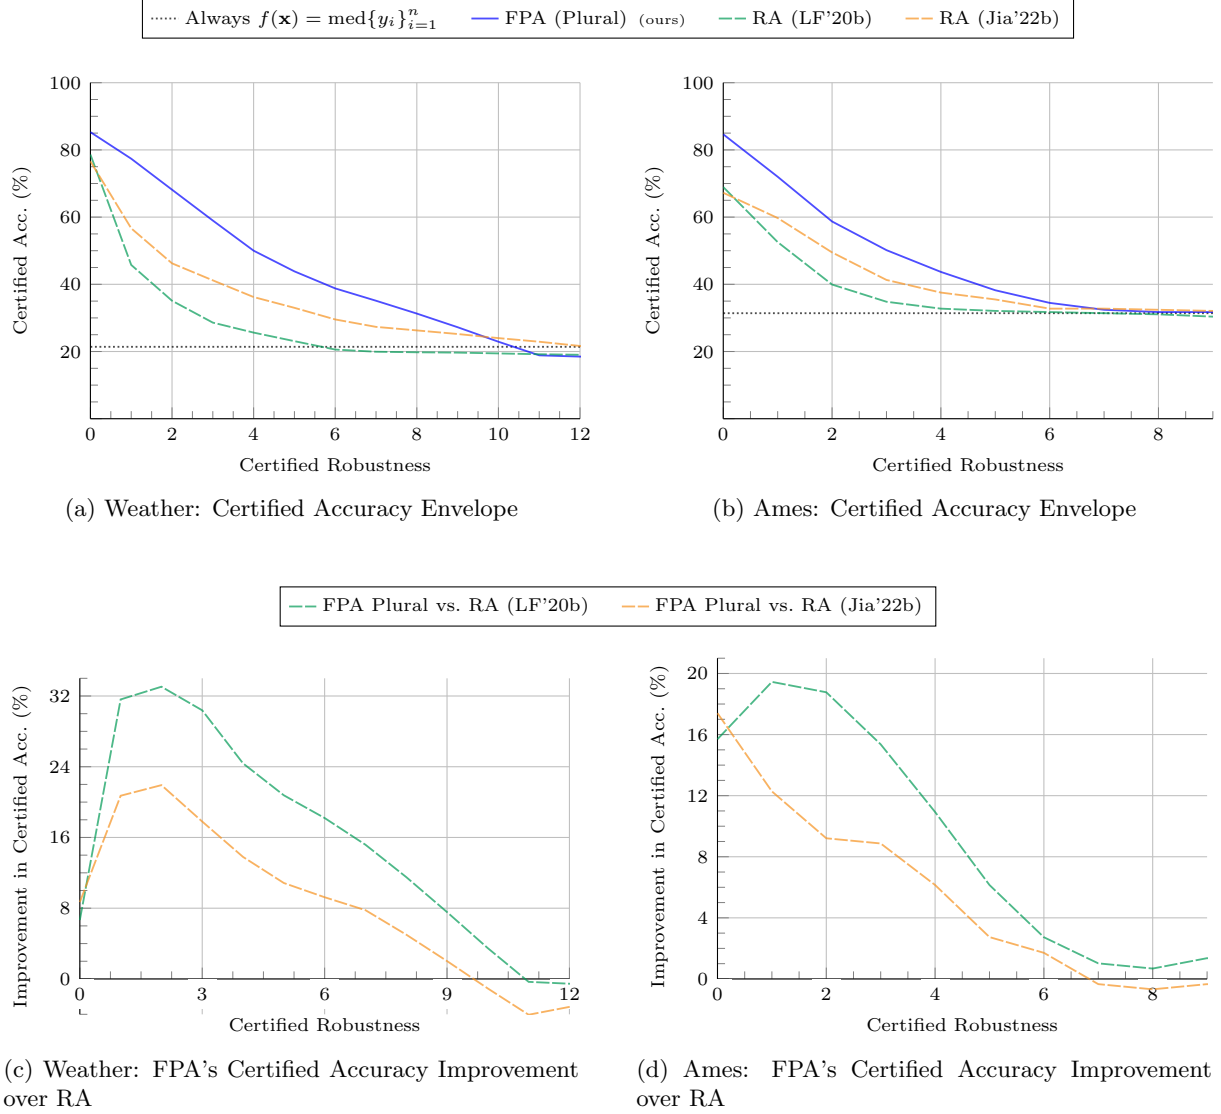 Always f(x) = med{y_i}_{i=1}^n FPA (Plural) (ours) RA (LF'20b) RA (Jia'22b)
100
80
60
40
20
0 2 4 6 8 10 12
Certified Acc. (%)
Certified Robustness
(a) Weather: Certified Accuracy Envelope
100
80
60
40
20
0 2 4 6 8
Certified Acc. (%)
Certified Robustness
(b) Ames: Certified Accuracy Envelope
FPA Plural vs. RA (LF'20b) FPA Plural vs. RA (Jia'22b)
32
24
16
8
0
0 3 6 9 12
Improvement in Certified Acc. (%)
Certified Robustness
(c) Weather: FPA's Certified Accuracy Improvement
over RA
20
16
12
8
4
0
0 2 4 6 8
Improvement in Certified Acc. (%)
Certified Robustness
(d) Ames: FPA's Certified Accuracy Improvement
over RA